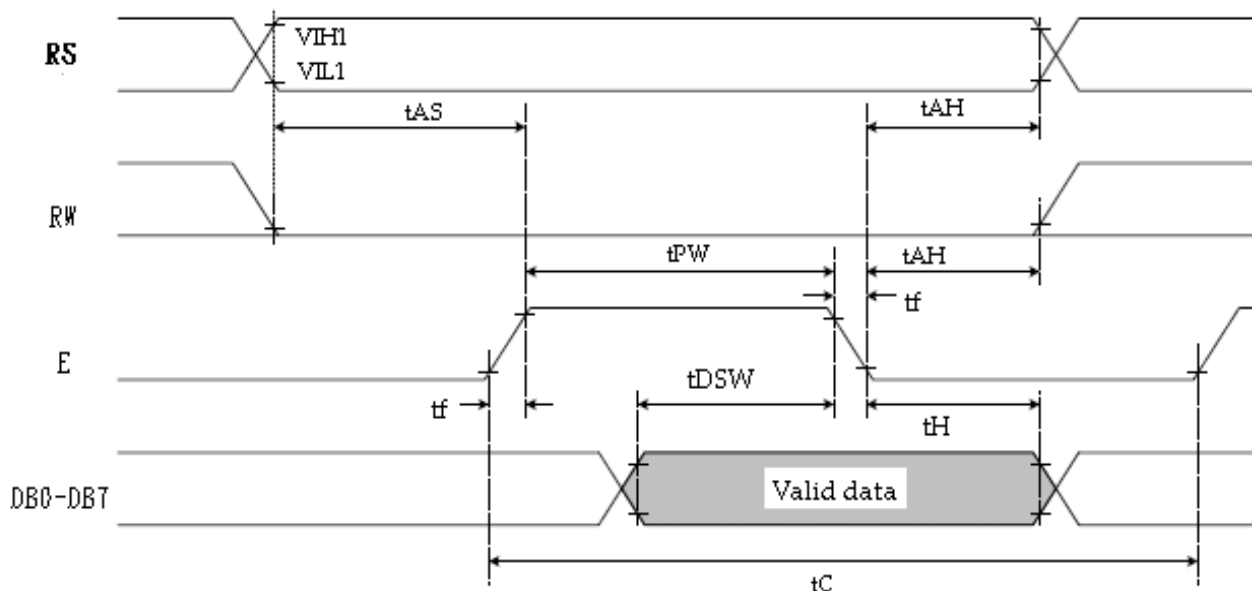 RS
VIH1
VIL1
tAS
tAH
RW
tPW
tAH
tf
E
tDSW
tf
tH
DB0-DB7
Valid data
tC